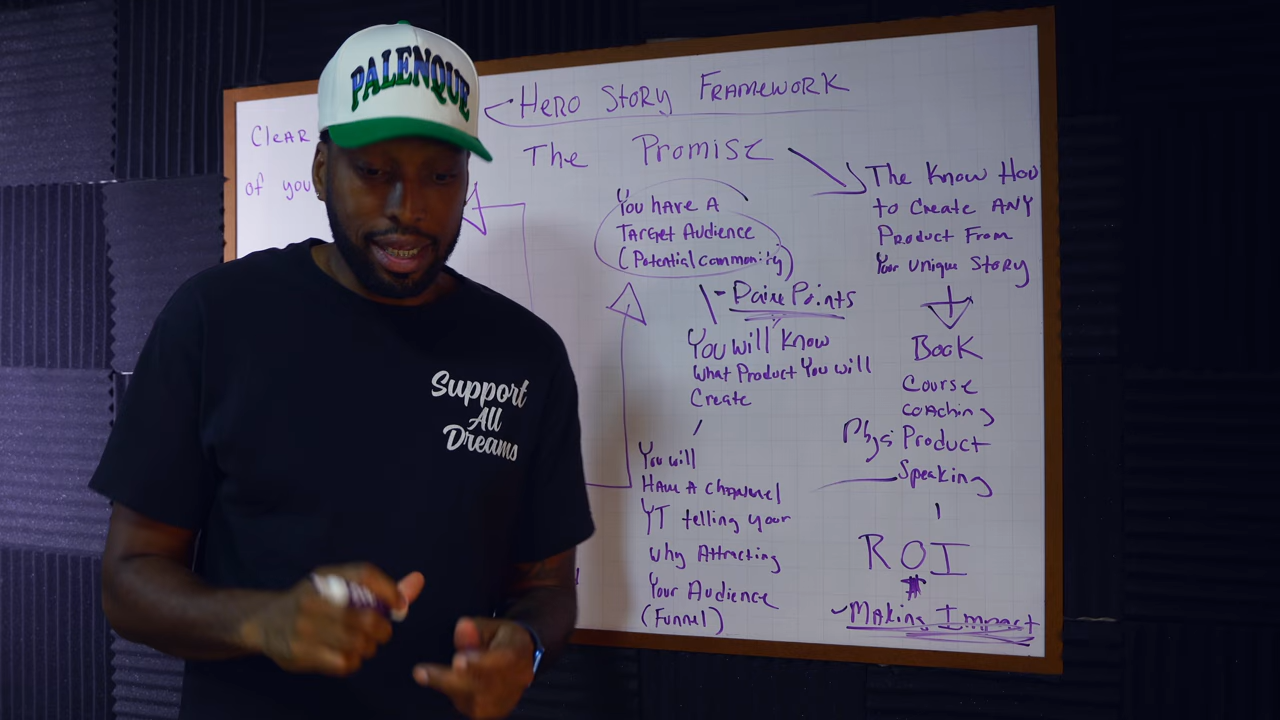 PALENQUE
Support
All
Dreams
Clear
of you
Hero Story Framework
The Promise
You have A
Target Audience
(Potential community)
- Paine Points
You will know
What Product You will
Create
You will
Have A Channel
YT telling your
why Attracting
Your Audience
(Funnel)
The Know How
to Create ANY
Product From
Your Unique Story
Book
Course
coaching
Phys Product
Speaking
ROI
Making Impact